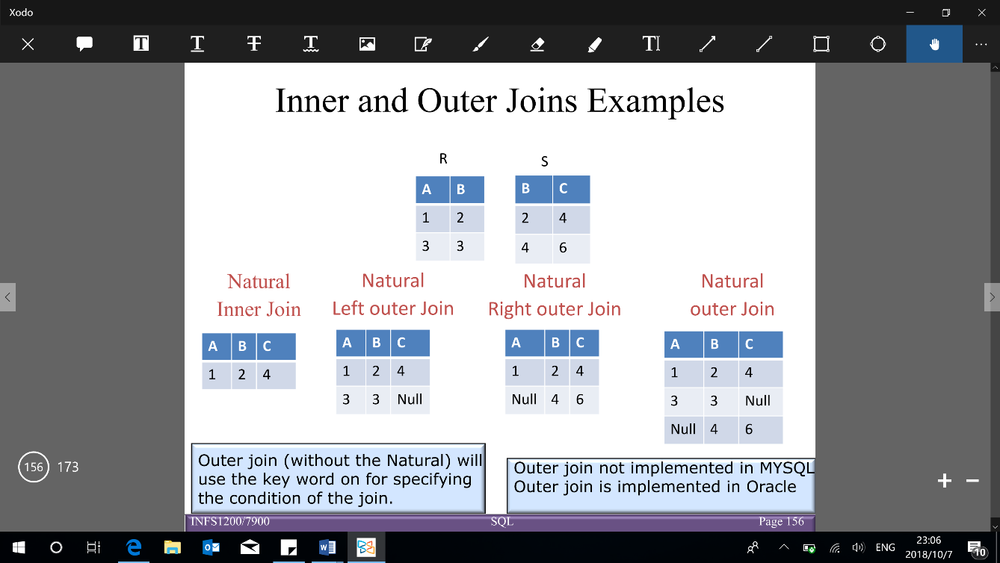 Xodo
Inner and Outer Joins Examples
R
S
A B
1 2
3 3
B C
2 4
4 6
Natural
Inner Join
A B C
1 2 4
Natural
Left outer Join
A B C
1 2 4
3 3 Null
Natural
Right outer Join
A B C
1 2 4
Null 4 6
Natural
outer Join
A B C
1 2 4
3 3 Null
Null 4 6
Outer join (without the Natural) will
use the key word on for specifying
the condition of the join.
Outer join not implemented in MYSQL
Outer join is implemented in Oracle
156 173
INFS1200/7900 SQL Page 156
ENG
23:06
2018/10/7
10